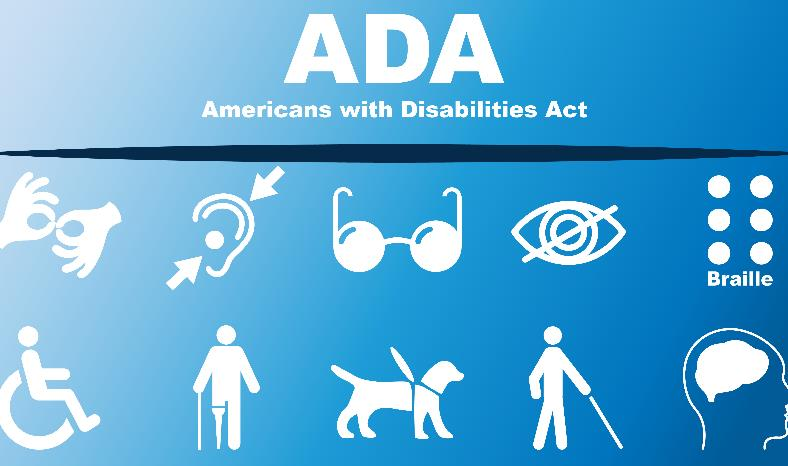 ADA
Americans with Disabilities Act
Braille